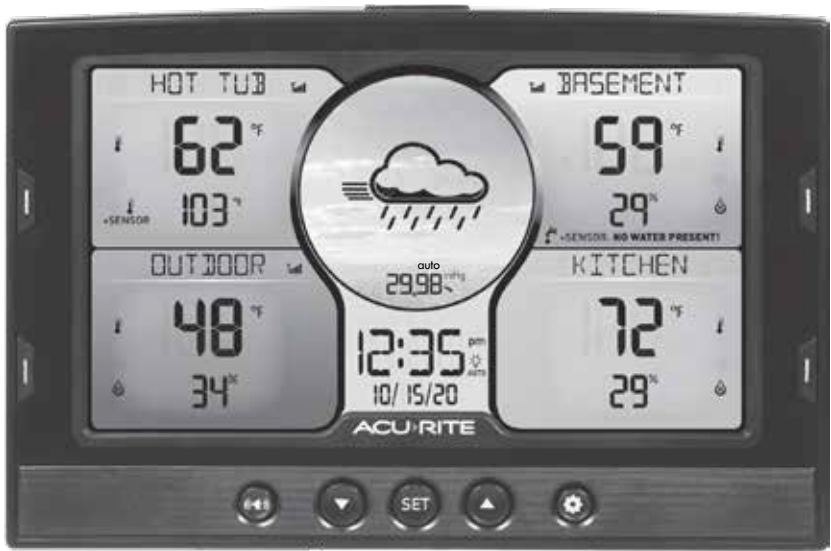 HOT TUB
62 °F
+SENSOR
103 °F
BASEMENT
59 °F
29%
+SENSOR: NO WATER PRESENT!
auto
29.98 inHg
OUTDOOR
48 °F
34%
KITCHEN
72 °F
29%
12:35 pm
AUTO
10/15/20
ACU›RITE
SET